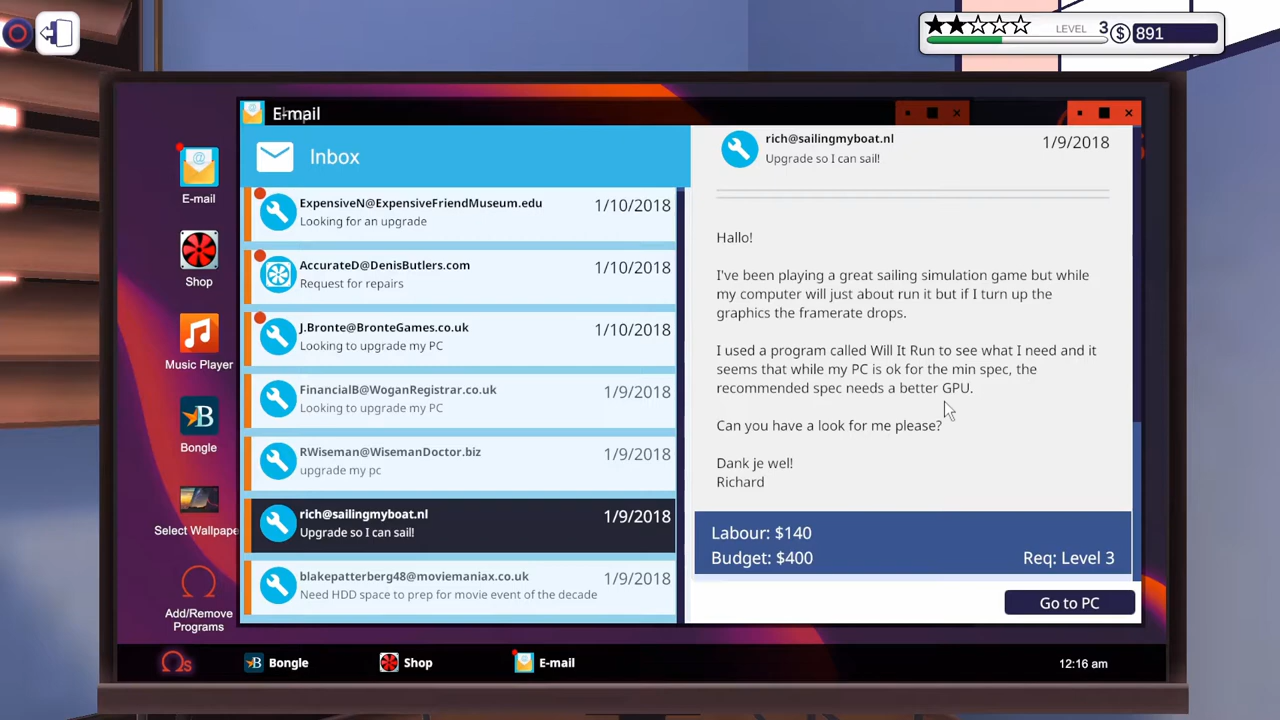 LEVEL 3 $ 891
E-mail
Inbox
ExpensiveN@ExpensiveFriendMuseum.edu 1/10/2018
Looking for an upgrade
AccurateD@DenisButlers.com 1/10/2018
Request for repairs
J.Bronte@BronteGames.co.uk 1/10/2018
Looking to upgrade my PC
FinancialB@WoganRegistrar.co.uk 1/9/2018
Looking to upgrade my PC
RWiseman@WisemanDoctor.biz 1/9/2018
upgrade my pc
rich@sailingmyboat.nl 1/9/2018
Upgrade so I can sail!
blakepatterberg48@moviemaniax.co.uk 1/9/2018
Need HDD space to prep for movie event of the decade
rich@sailingmyboat.nl 1/9/2018
Upgrade so I can sail!
Hallo!
I've been playing a great sailing simulation game but while
my computer will just about run it but if I turn up the
graphics the framerate drops.
I used a program called Will It Run to see what I need and it
seems that while my PC is ok for the min spec, the
recommended spec needs a better GPU.
Can you have a look for me please?
Dank je wel!
Richard
Labour: $140
Budget: $400 Req: Level 3
Go to PC
E-mail
Shop
Music Player
Bongle
Select Wallpape
Add/Remove
Programs
Ωs Bongle Shop E-mail 12:16 am